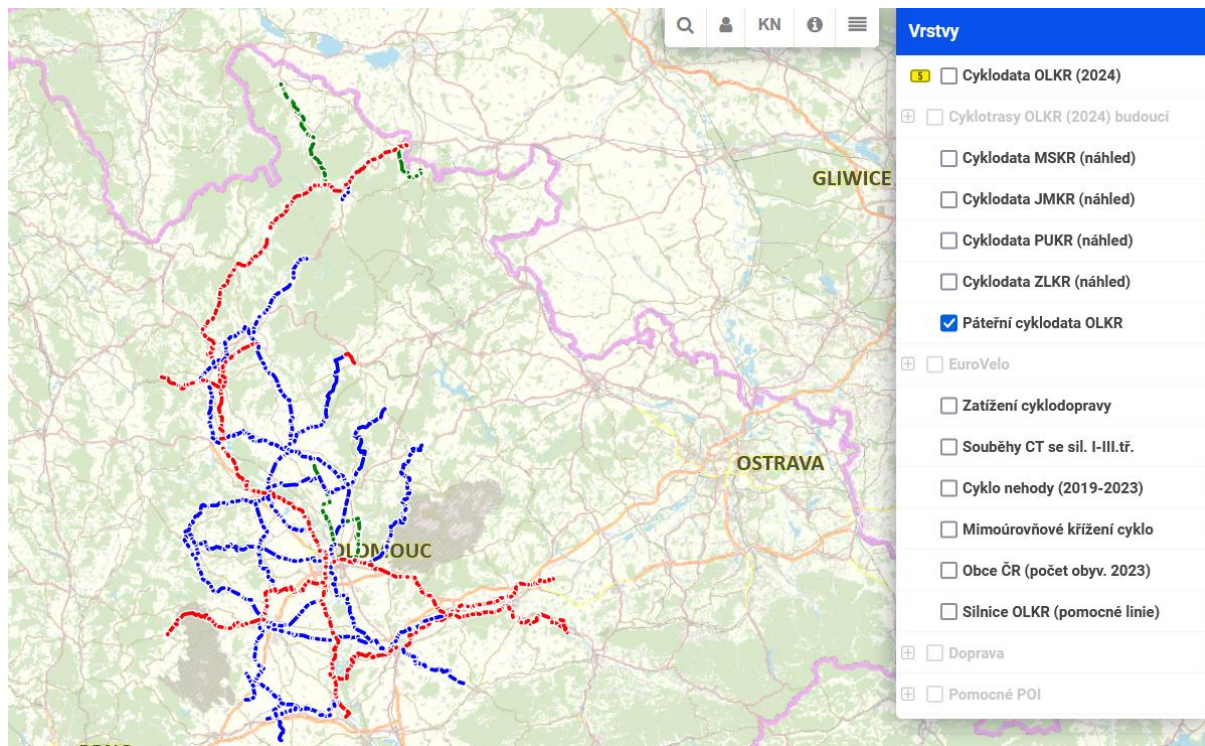 KN
Vrstvy
5
Cyklodata OLKR (2024)
Cyklotrasy OLKR (2024) budoucí
Cyklodata MSKR (náhled)
Cyklodata JMKR (náhled)
Cyklodata PUKR (náhled)
Cyklodata ZLKR (náhled)
Páteřní cyklodata OLKR
EuroVelo
Zatížení cyklodopravy
Souběhy CT se sil. I-III.tř.
Cyklo nehody (2019-2023)
Mimoúrovňové křížení cyklo
Obce ČR (počet obyv. 2023)
Silnice OLKR (pomocné linie)
Doprava
Pomocné POI
GLIWICE
OSTRAVA
OLOMOUC